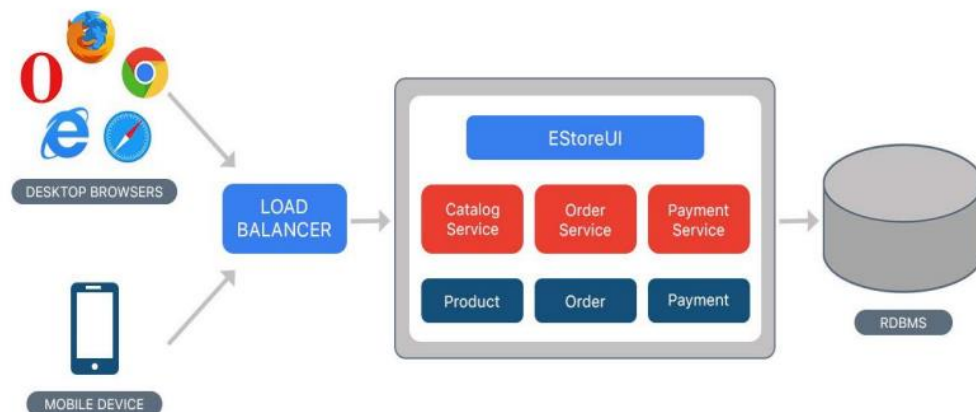 DESKTOP BROWSERS
MOBILE DEVICE
LOAD
BALANCER
EStoreUI
Catalog
Service
Order
Service
Payment
Service
Product
Order
Payment
RDBMS